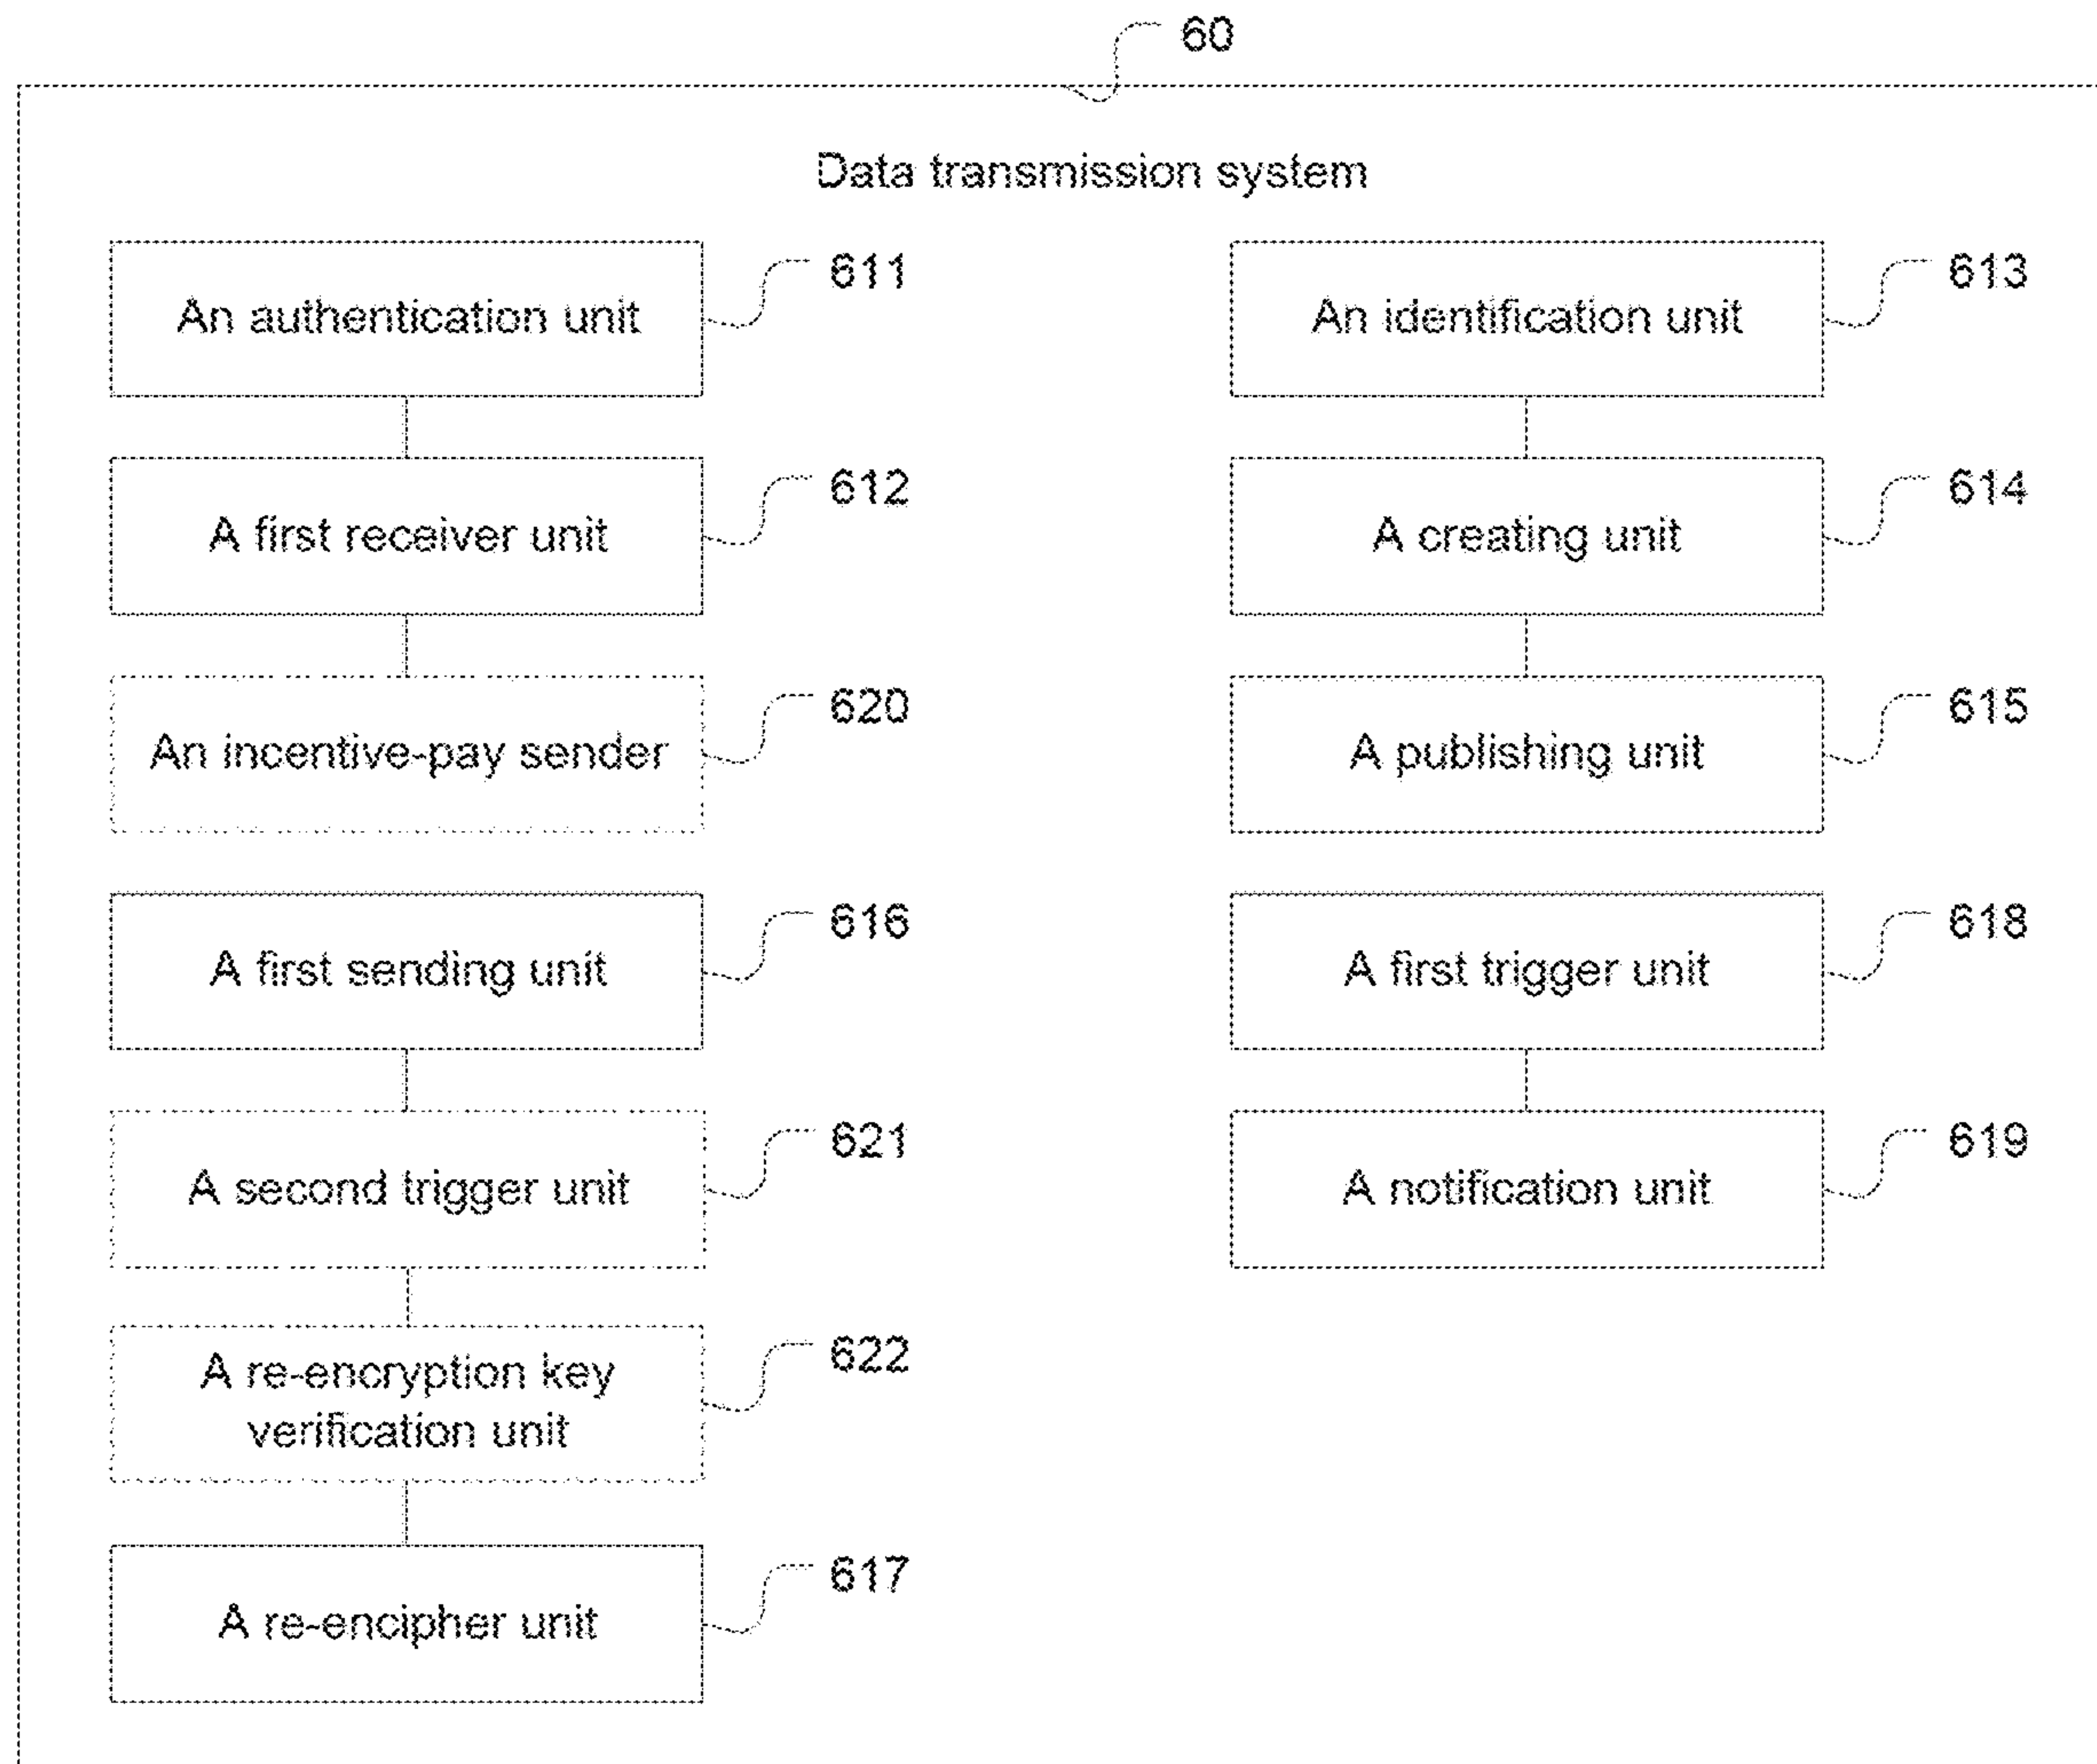 60
Data transmission system
An authentication unit
611
A first receiver unit
612
An incentive-pay sender
620
A first sending unit
616
A second trigger unit
621
A re-encryption key
verification unit
622
A re-encipher unit
617
An identification unit
613
A creating unit
614
A publishing unit
615
A first trigger unit
618
A notification unit
619